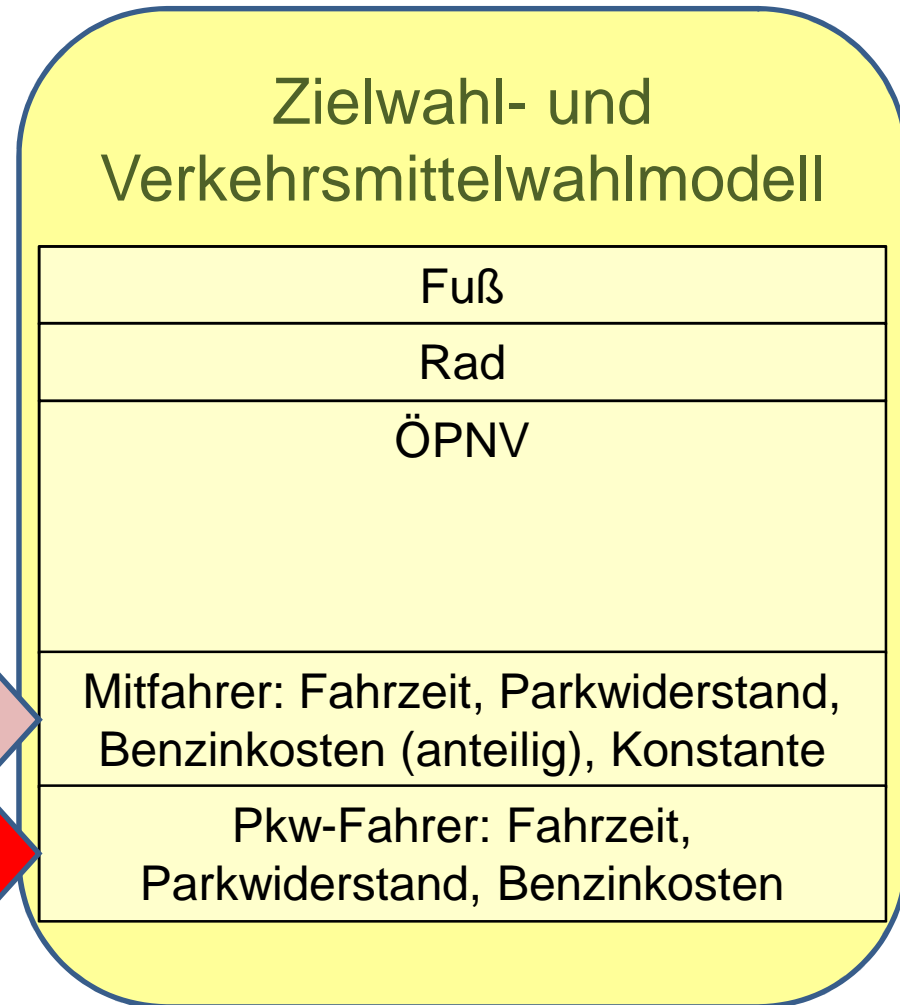 Zielwahl- und
Verkehrsmittelwahlmodell
Fuß
Rad
ÖPNV
Mitfahrer: Fahrzeit, Parkwiderstand,
Benzinkosten (anteilig), Konstante
Pkw-Fahrer: Fahrzeit,
Parkwiderstand, Benzinkosten